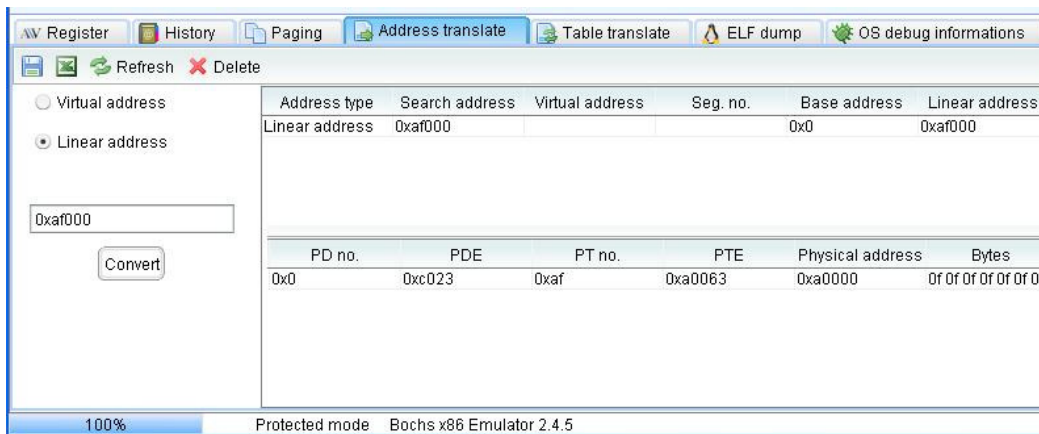 Register History Paging Address translate Table translate ELF dump OS debug informations
Refresh Delete
Virtual address
Linear address
0xaf000
Convert
Address type Search address Virtual address Seg. no. Base address Linear address
Linear address 0xaf000 0x0 0xaf000
PD no. PDE PT no. PTE Physical address Bytes
0x0 0xc023 0xaf 0xa0063 0xa0000 0f 0f 0f 0f 0f 0
100% Protected mode Bochs x86 Emulator 2.4.5